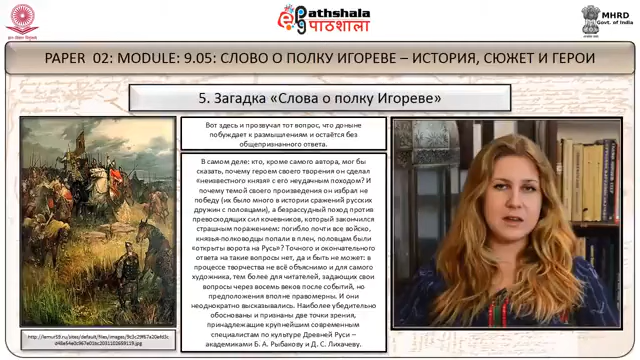 ePathshala
पाठशाला
MHRD
Govt. of India
PAPER 02: MODULE: 9.05: СЛОВО О ПОЛКУ ИГОРЕВЕ – ИСТОРИЯ, СЮЖЕТ И ГЕРОИ
5. Загадка «Слова о полку Игореве»
Вот здесь и прозвучал тот вопрос, что доныне
побуждает к размышлениям и остаётся без
общепризнанного ответа.
В самом деле: кто, кроме самого автора, мог бы
сказать, почему героем своего творения он сделал
«неизвестного князя» с его неудачным походом? И
почему темой своего произведения он избрал не
победу (их было много в истории сражений русских
дружин с половцами), а безрассудный поход против
превосходящих сил кочевников, который закончился
страшным поражением: погибло почти все войско,
князья-полководцы попали в плен, половцам были
«открыты ворота на Русь»? Точного и окончательного
ответа на такие вопросы нет, да и быть не может: в
процессе творчества не всё объяснимо и для самого
художника, тем более для читателей, задающих свои
вопросы через восемь веков после событий, но
предположения вполне правомерны. И они
неоднократно высказывались. Наиболее убедительно
обоснованы и признаны две точки зрения,
принадлежащие крупнейшим современным
специалистам по культуре Древней Руси –
академиками Б. А. Рыбакову и Д. С. Лихачеву.